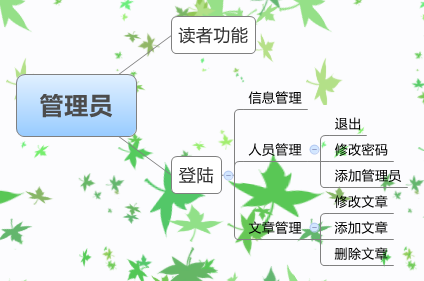 管理员
读者功能
登陆
信息管理
人员管理
退出
修改密码
添加管理员
文章管理
修改文章
添加文章
删除文章